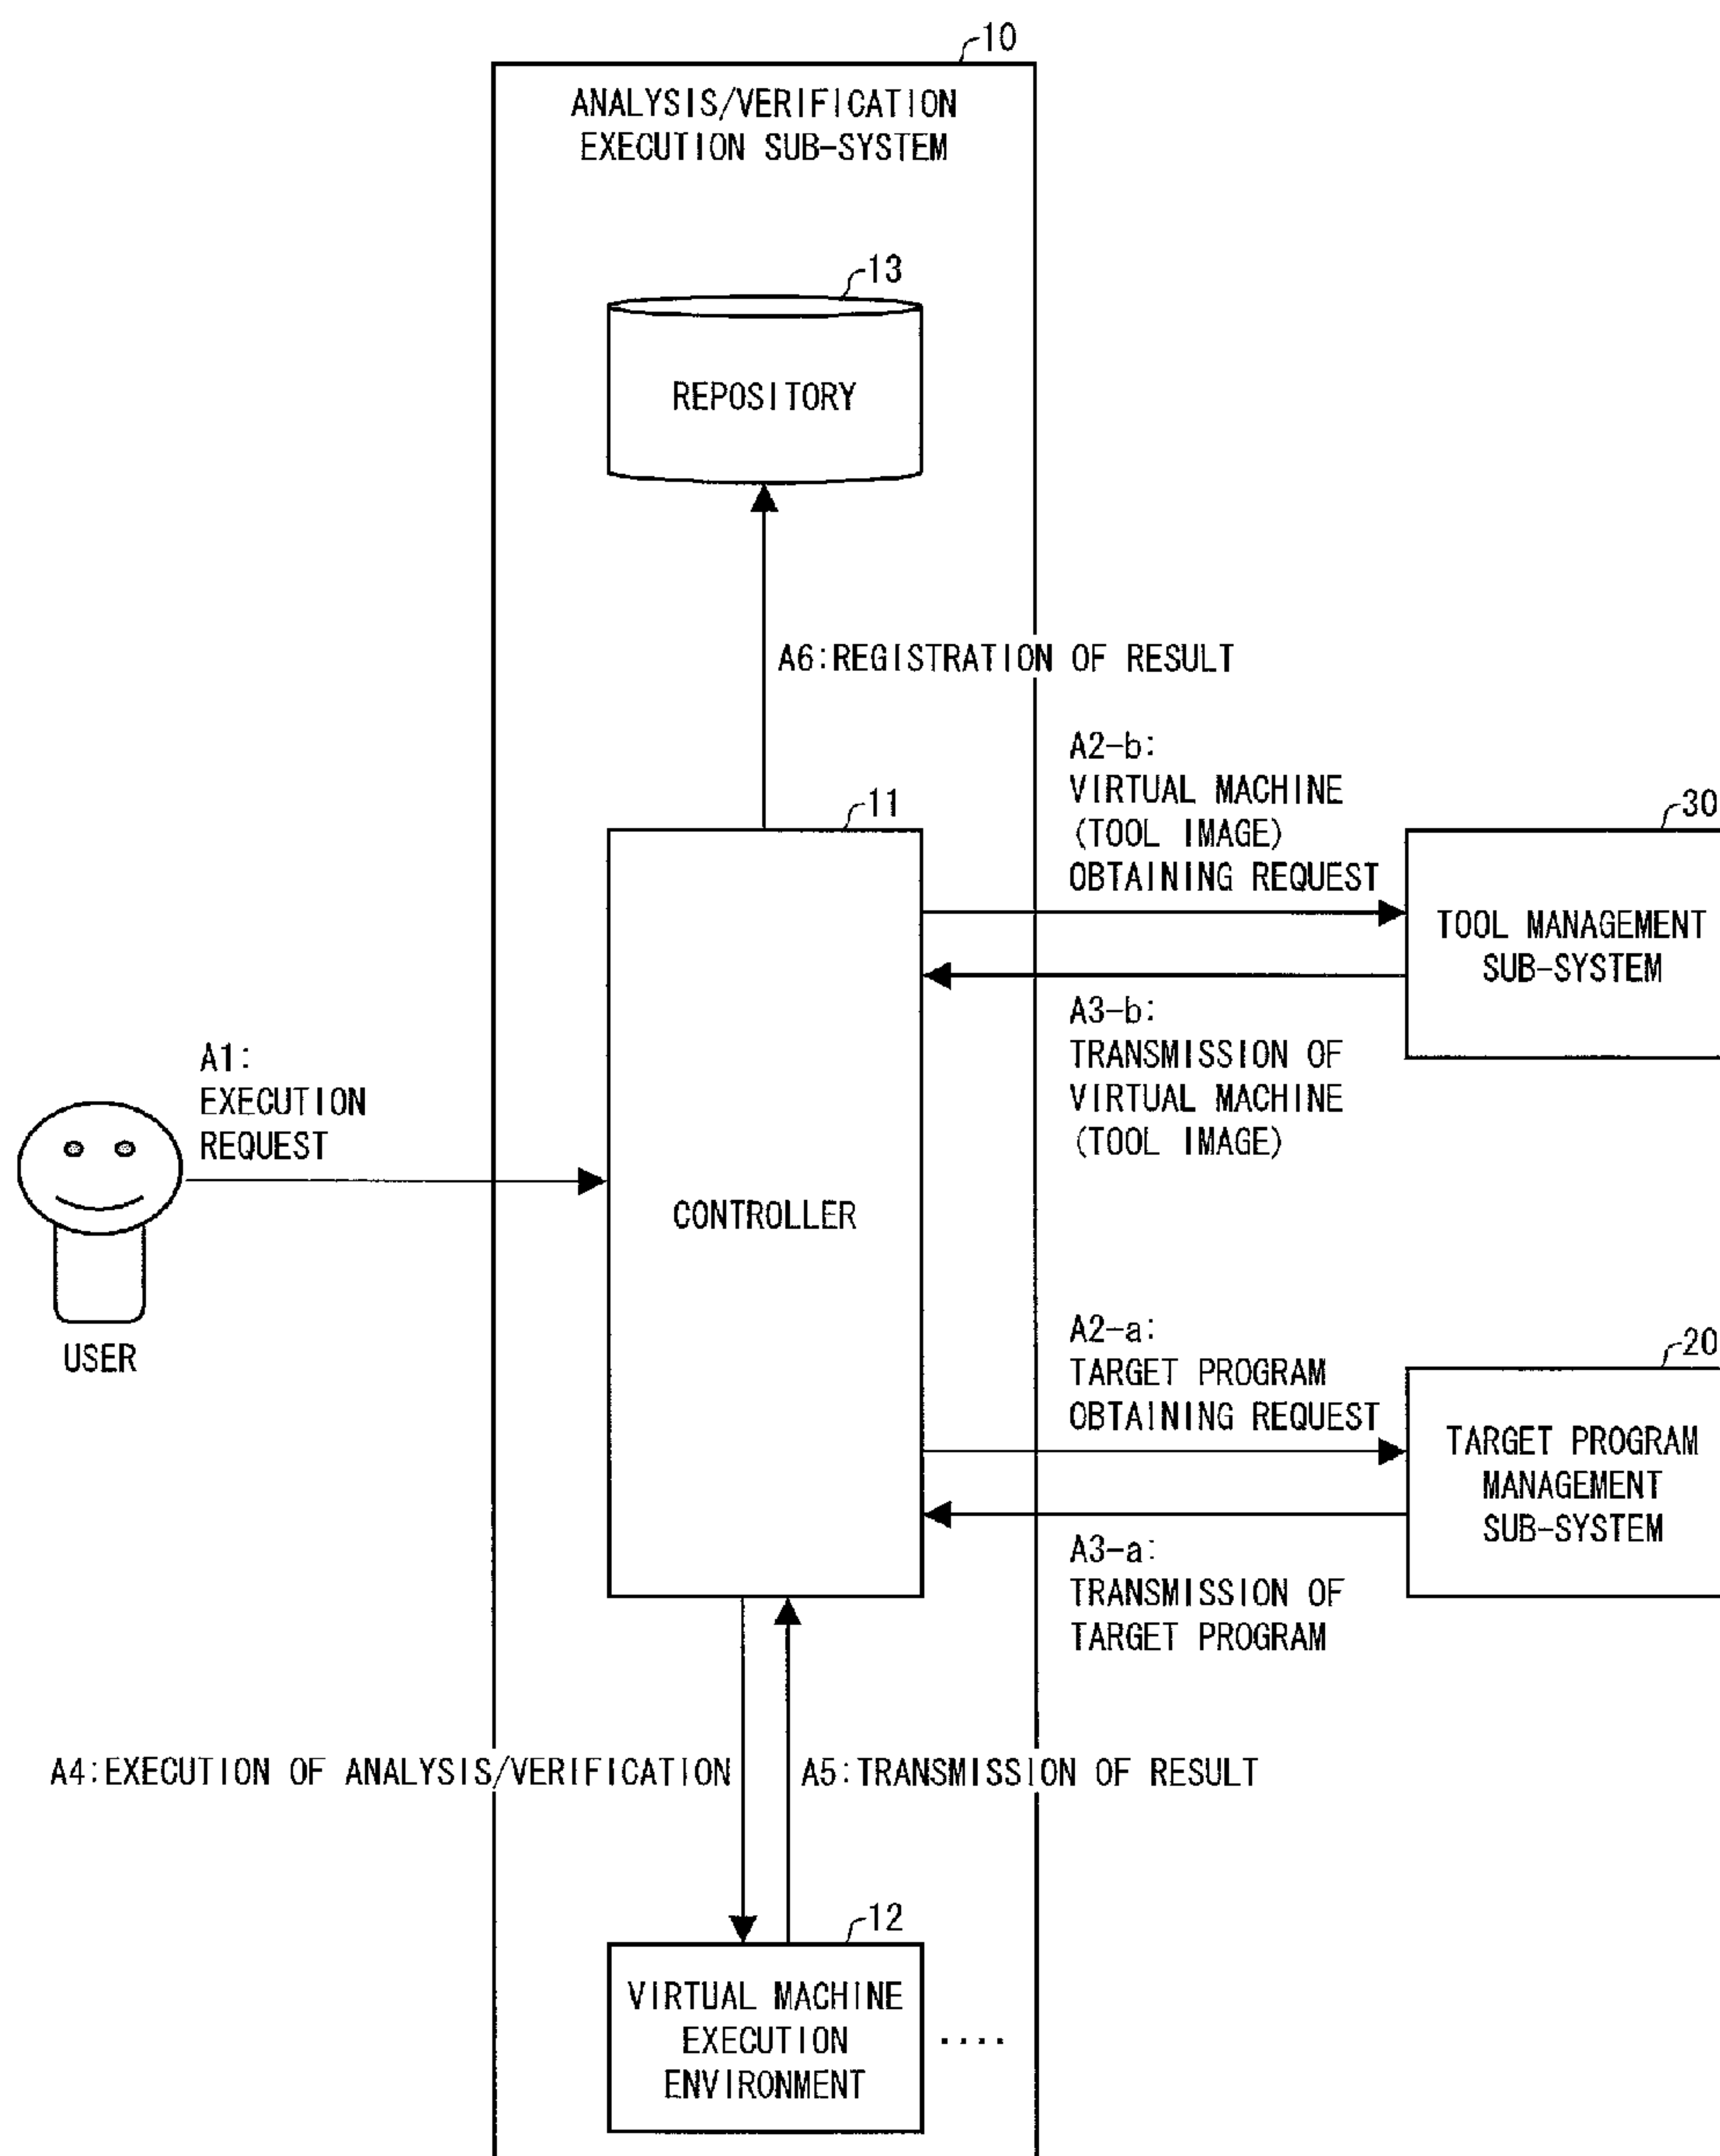 10
ANALYSIS/VERIFICATION
EXECUTION SUB-SYSTEM
13
REPOSITORY
A6:REGISTRATION OF RESULT
A2-b:
VIRTUAL MACHINE
(TOOL IMAGE)
OBTAINING REQUEST
11
30
TOOL MANAGEMENT
SUB-SYSTEM
A3-b:
TRANSMISSION OF
VIRTUAL MACHINE
(TOOL IMAGE)
A1:
EXECUTION
REQUEST
CONTROLLER
USER
A2-a:
TARGET PROGRAM
OBTAINING REQUEST
20
TARGET PROGRAM
MANAGEMENT
SUB-SYSTEM
A3-a:
TRANSMISSION OF
TARGET PROGRAM
A4:EXECUTION OF ANALYSIS/VERIFICATION
A5:TRANSMISSION OF RESULT
12
VIRTUAL MACHINE
EXECUTION
ENVIRONMENT
....